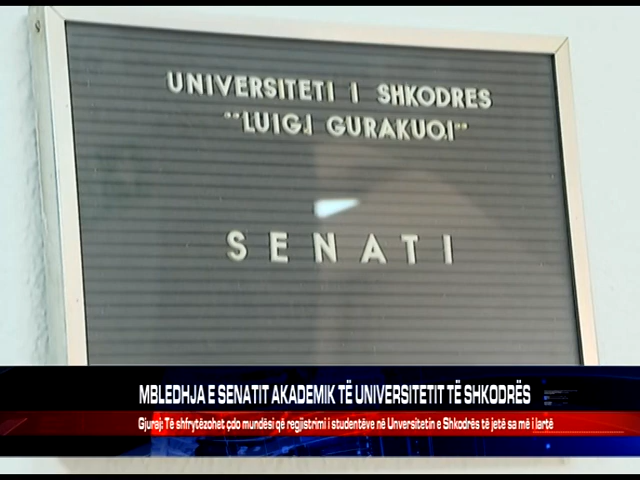 UNIVERSITETI I SHKODRES
"LUIGJ GURAKUQI"
SENATI
MBLEDHJA E SENATIT AKADEMIK TË UNIVERSITETIT TË SHKODRËS
Gjuraj: Të shfrytëzohet çdo mundësi që regjistrimi i studentëve në Unversitetin e Shkodrës të jetë sa më i lartë